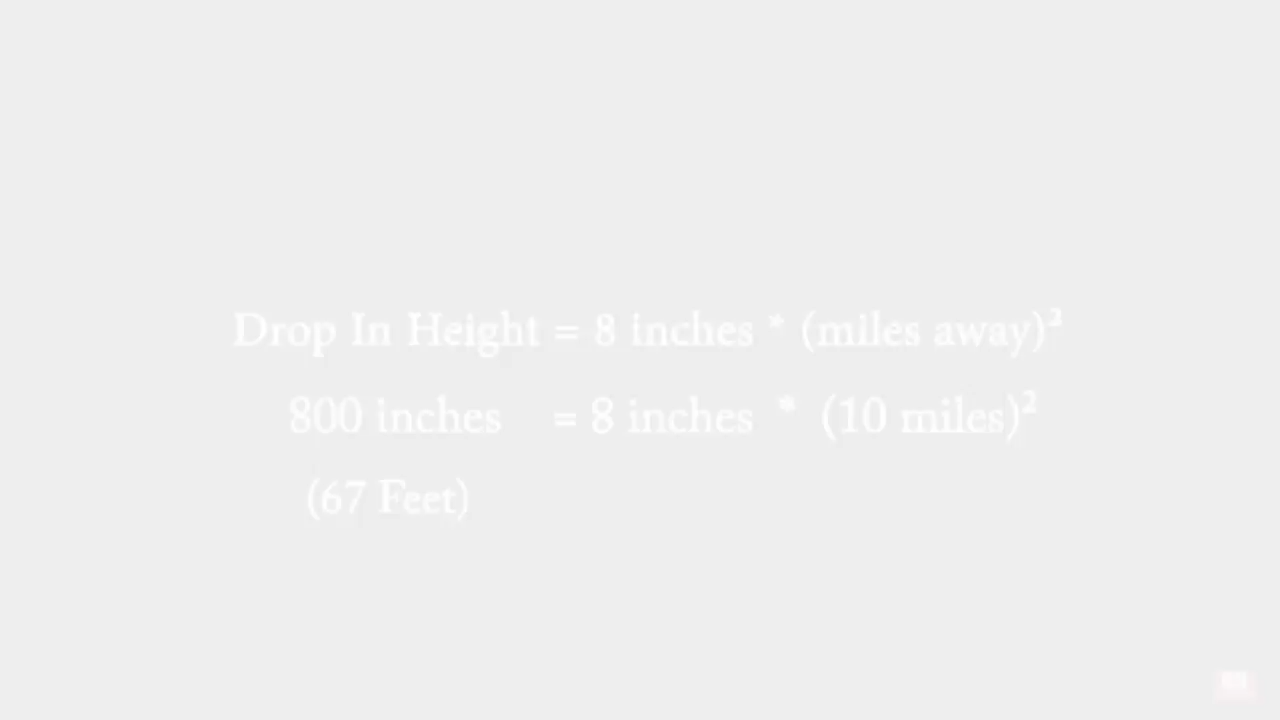 Drop In Height = 8 inches * (miles away)²
800 inches = 8 inches * (10 miles)²
(67 Feet)